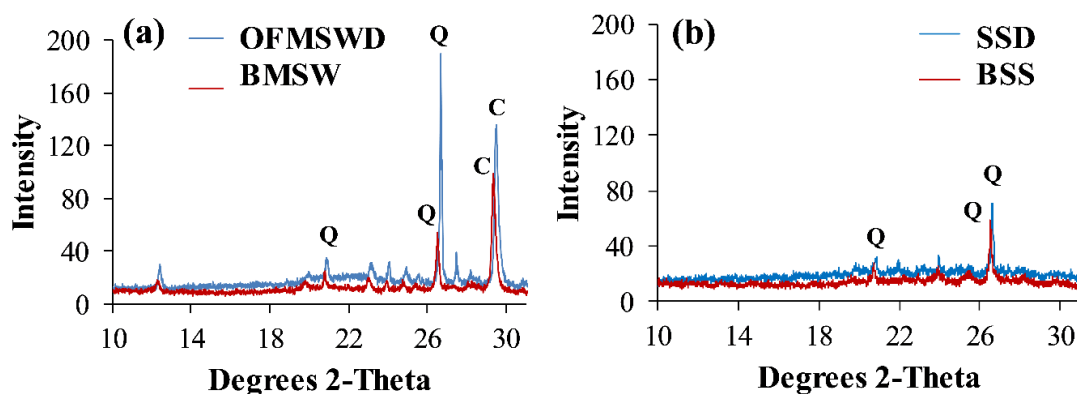 (a)
OFMSWD
BMSW
Q
C
C
Q
Q
200
160
120
80
40
0
Intensity
10 14 18 22 26 30
Degrees 2-Theta
(b)
SSD
BSS
Q
Q
Q
200
160
120
80
40
0
Intensity
10 14 18 22 26 30
Degrees 2-Theta